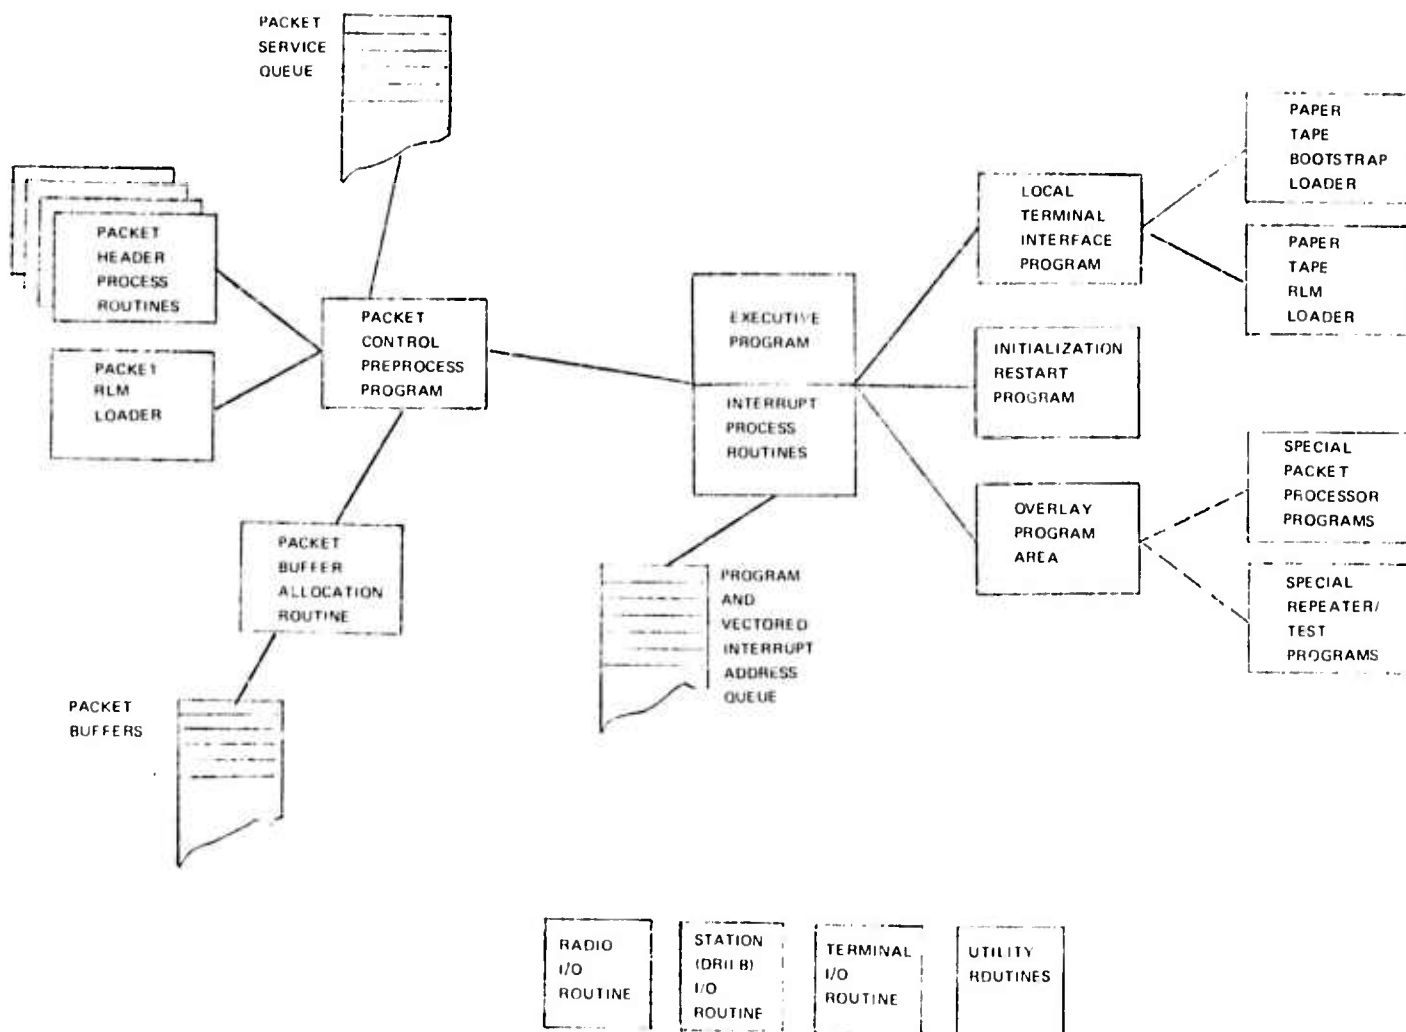 PACKET
SERVICE
QUEUE
PACKET
HEADER
PROCESS
ROUTINES
PACKET
RLM
LOADER
PACKET
CONTROL
PREPROCESS
PROGRAM
PACKET
BUFFER
ALLOCATION
ROUTINE
PACKET
BUFFERS
EXECUTIVE
PROGRAM
INTERRUPT
PROCESS
ROUTINES
PROGRAM
AND
VECTORED
INTERRUPT
ADDRESS
QUEUE
LOCAL
TERMINAL
INTERFACE
PROGRAM
INITIALIZATION
RESTART
PROGRAM
OVERLAY
PROGRAM
AREA
PAPER
TAPE
BOOTSTRAP
LOADER
PAPER
TAPE
RLM
LOADER
SPECIAL
PACKET
PROCESSOR
PROGRAMS
SPECIAL
REPEATER/
TEST
PROGRAMS
RADIO
I/O
ROUTINE
STATION
I/O
ROUTINE
TERMINAL
I/O
ROUTINE
UTILITY
ROUTINES